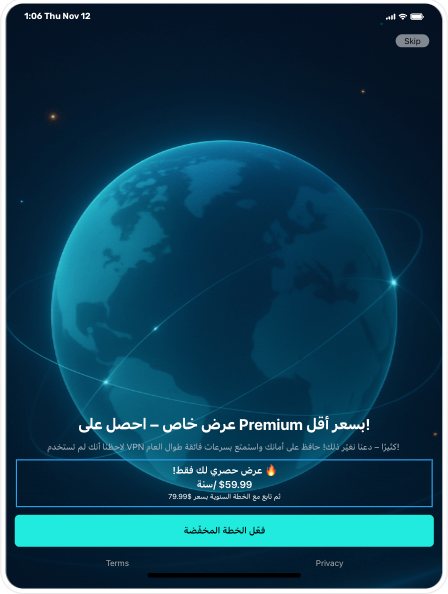 1:06 Thu Nov 12
Skip
عرض خاص – احصل على Premium بسعر أقل!
لاحظنا أنك لم تستخدم VPN كثيرًا – دعنا نغيّر ذلك! حافظ على أمانك واستمتع بسرعات فائقة طوال العام!
🔥 عرض حصري لك فقط!
$59.99 /سنة
ثم تابع مع الخطة السنوية بسعر 79.99$
فعّل الخطة المخفّضة
Terms
Privacy